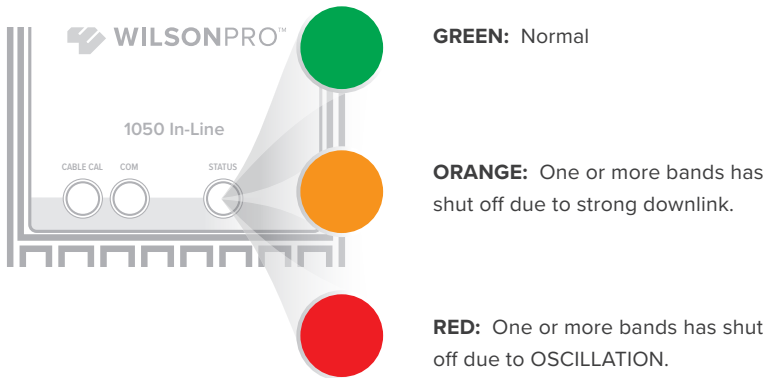 WILSONPRO™
GREEN: Normal
1050 In-Line
CABLE CAL COM STATUS
ORANGE: One or more bands has
shut off due to strong downlink.
RED: One or more bands has shut
off due to OSCILLATION.